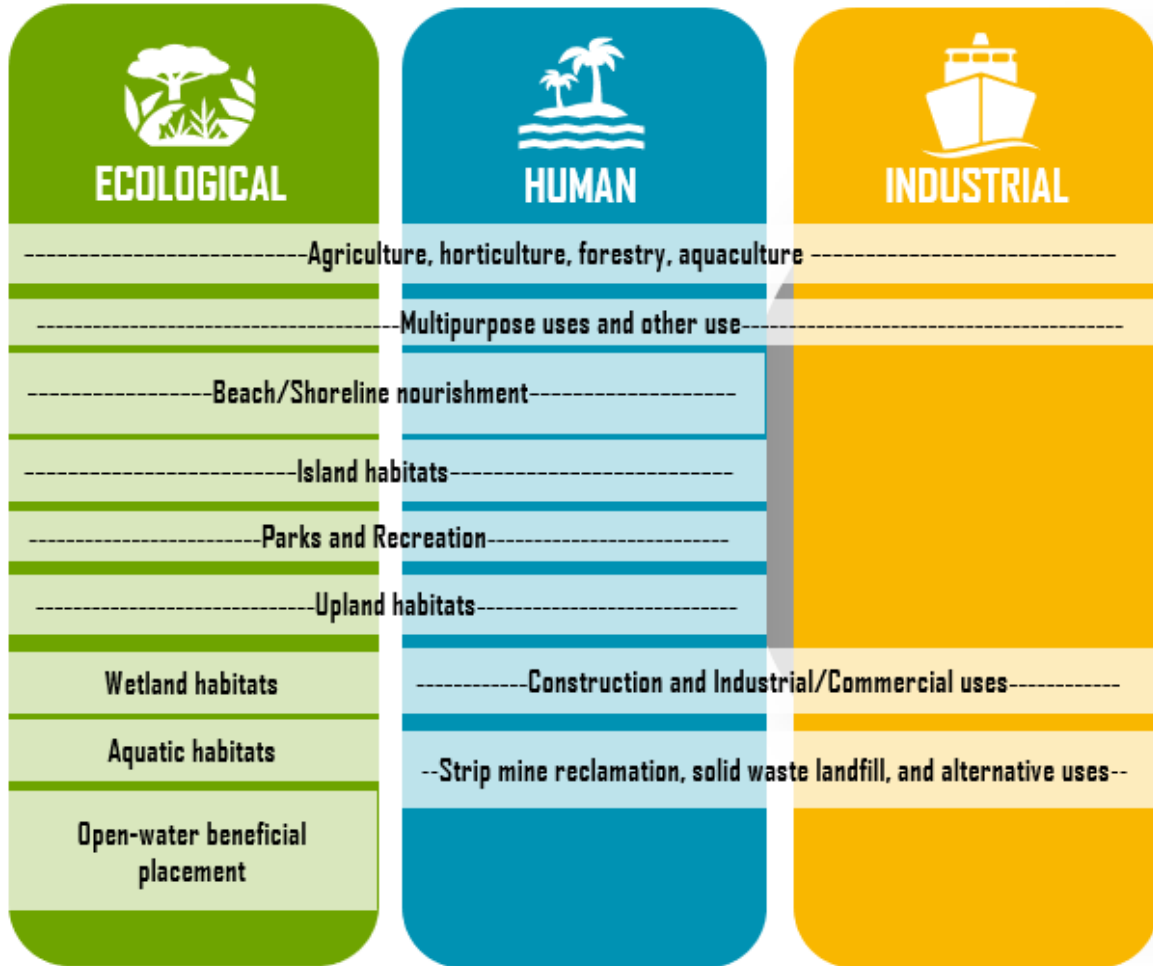 ECOLOGICAL
HUMAN
INDUSTRIAL
Agriculture, horticulture, forestry, aquaculture
Multipurpose uses and other use
Beach/Shoreline nourishment
Island habitats
Parks and Recreation
Upland habitats
Wetland habitats
Construction and Industrial/Commercial uses
Aquatic habitats
Strip mine reclamation, solid waste landfill, and alternative uses
Open-water beneficial
placement